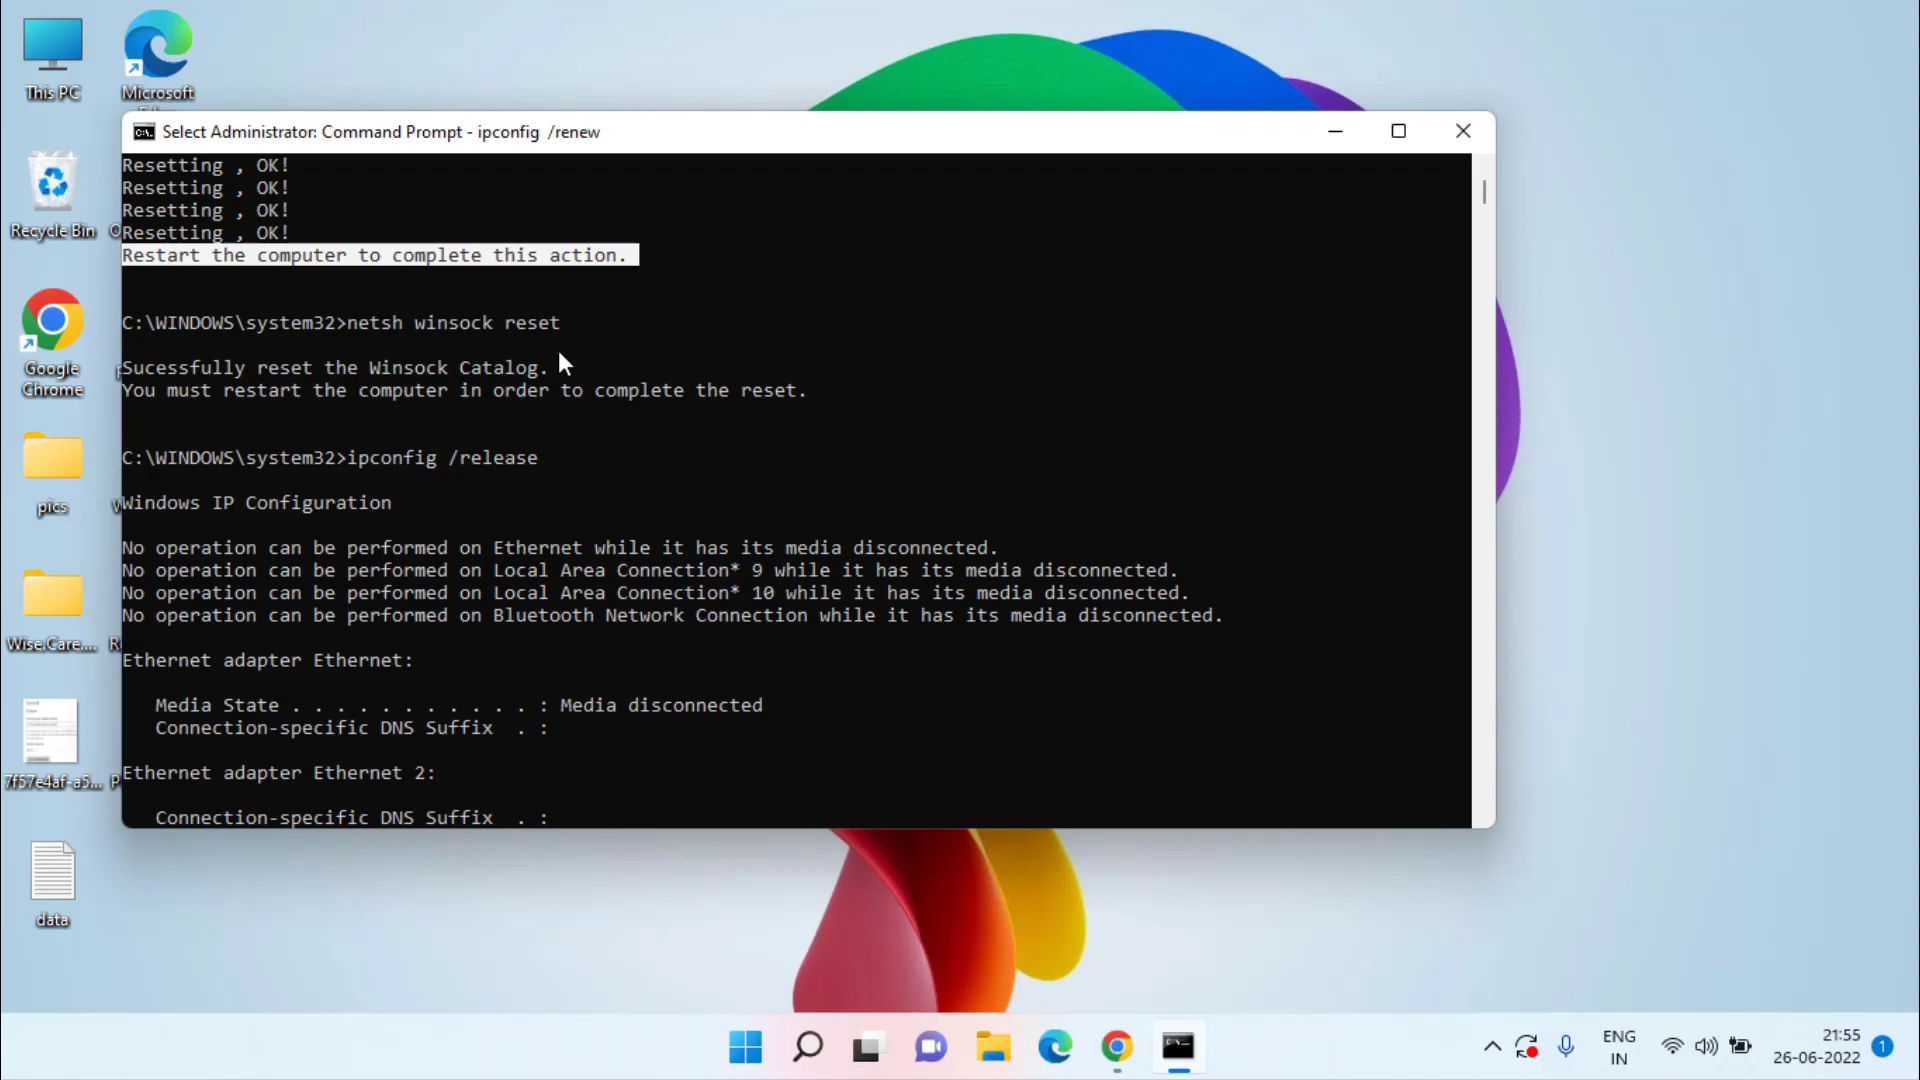 This PC
Microsoft
Recycle Bin
Google
Chrome
pics
Wise.Care....
7f57e4af-a5...
data
Select Administrator: Command Prompt - ipconfig /renew
Resetting , OK!
Resetting , OK!
Resetting , OK!
Resetting , OK!
Restart the computer to complete this action.
C:\WINDOWS\system32>netsh winsock reset
Sucessfully reset the Winsock Catalog.
You must restart the computer in order to complete the reset.
C:\WINDOWS\system32>ipconfig /release
Windows IP Configuration
No operation can be performed on Ethernet while it has its media disconnected.
No operation can be performed on Local Area Connection* 9 while it has its media disconnected.
No operation can be performed on Local Area Connection* 10 while it has its media disconnected.
No operation can be performed on Bluetooth Network Connection while it has its media disconnected.
Ethernet adapter Ethernet:
Media State . . . . . . . . . . . : Media disconnected
Connection-specific DNS Suffix . :
Ethernet adapter Ethernet 2:
Connection-specific DNS Suffix . :
ENG
IN
21:55
26-06-2022
1